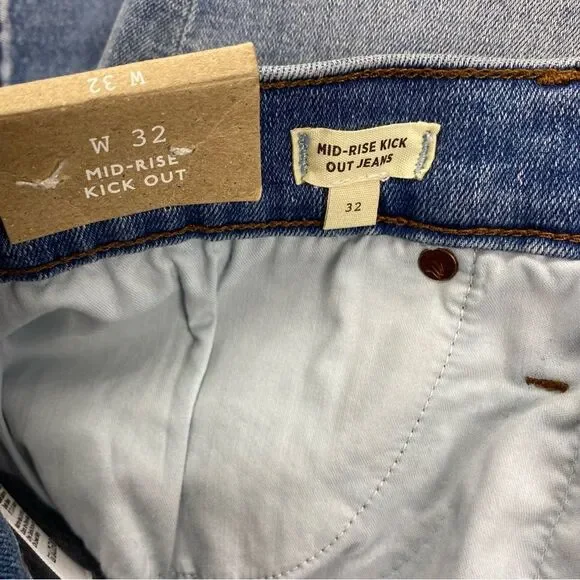 W 32
W 32
MID-RISE
KICK OUT
MID-RISE KICK
OUT JEANS
32